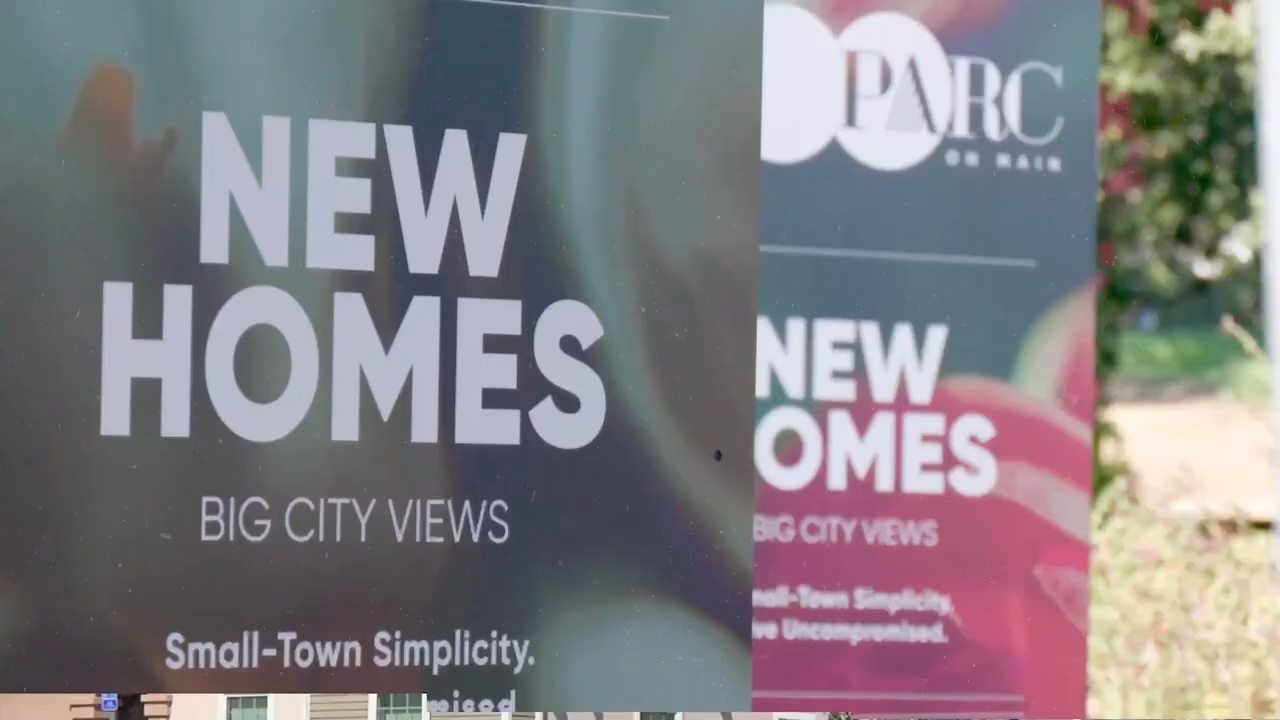 NEW
HOMES
BIG CITY VIEWS
Small-Town Simplicity.
PARC
ON MAIN
NEW
OMES
BIG CITY VIEWS
mall-Town Simplicity.
ve Uncompromised.